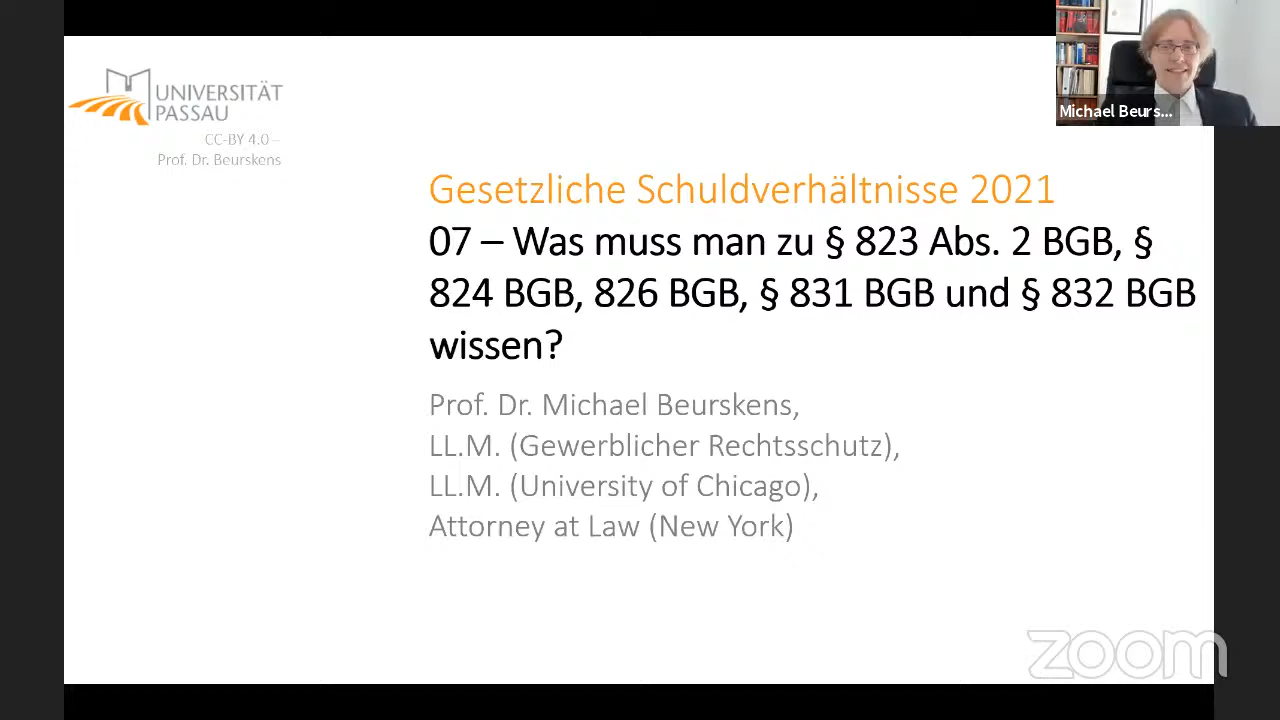 UNIVERSITÄT
PASSAU
CC-BY 4.0 –
Prof. Dr. Beurskens
Michael Beurs...
Gesetzliche Schuldverhältnisse 2021
07 – Was muss man zu § 823 Abs. 2 BGB, §
824 BGB, 826 BGB, § 831 BGB und § 832 BGB
wissen?
Prof. Dr. Michael Beurskens,
LL.M. (Gewerblicher Rechtsschutz),
LL.M. (University of Chicago),
Attorney at Law (New York)
zoom